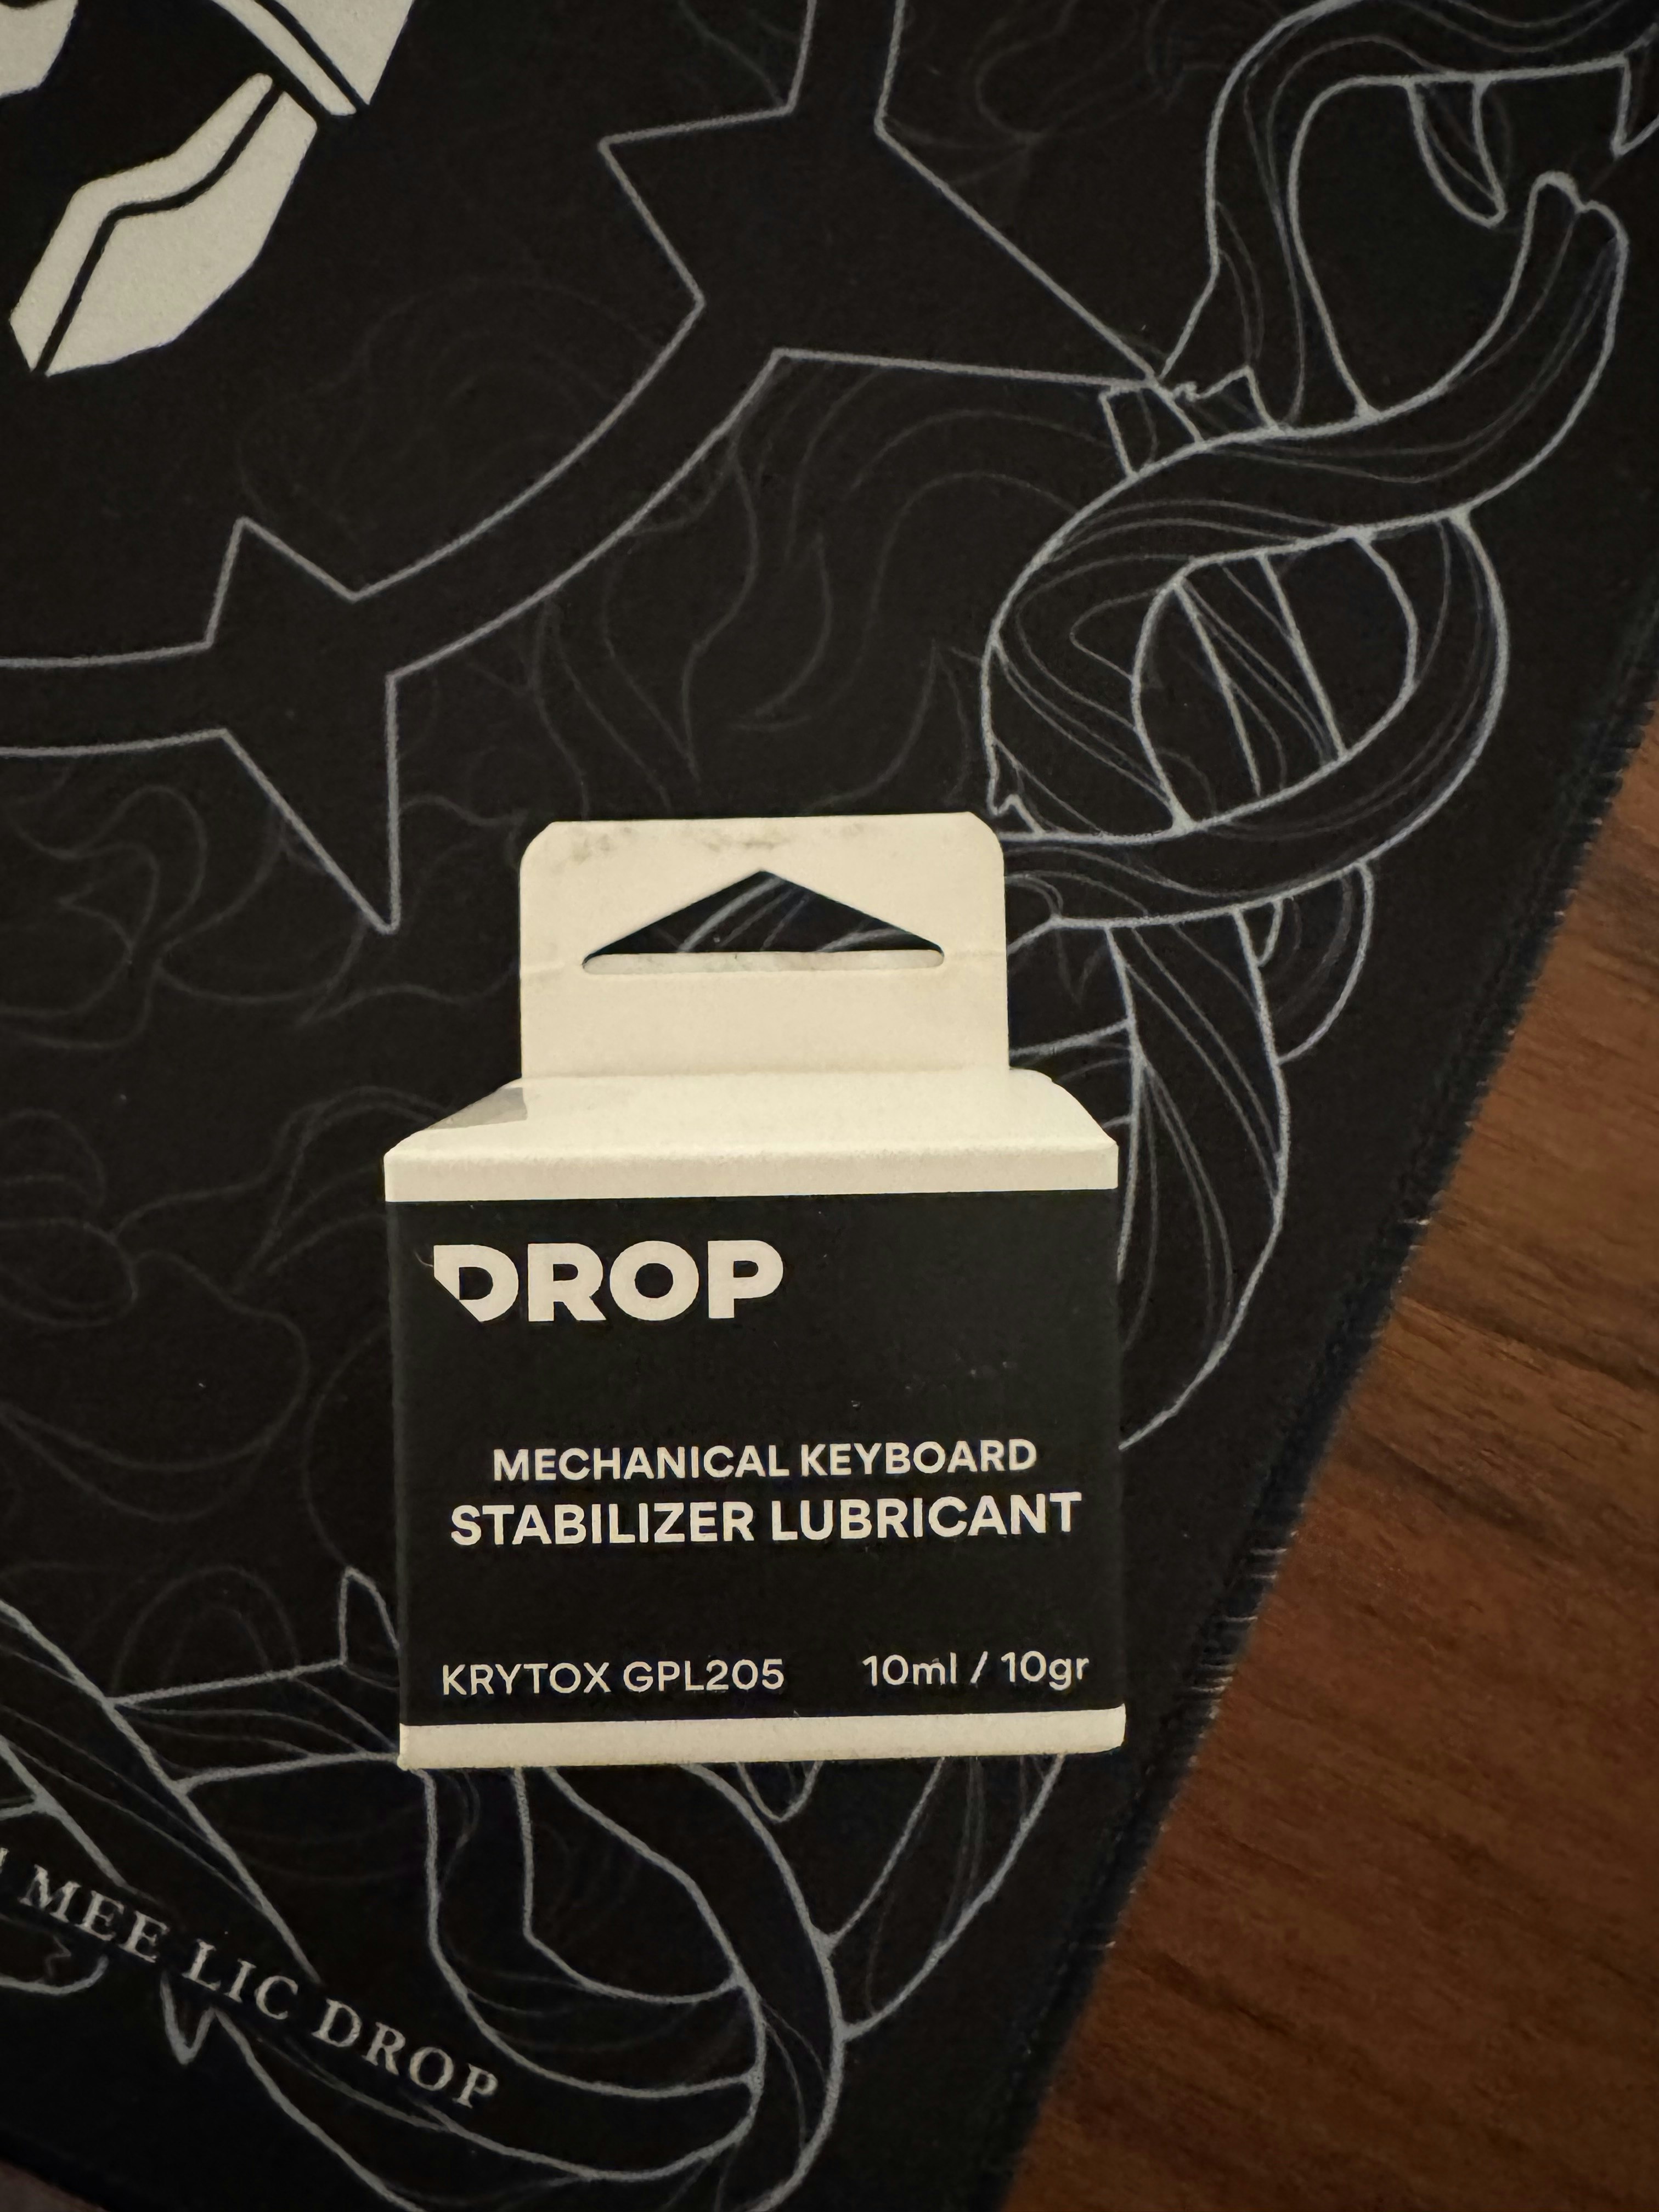 DROP
MECHANICAL KEYBOARD
STABILIZER LUBRICANT
KRYTOX GPL205 10ml / 10gr
MEE LIC DROP